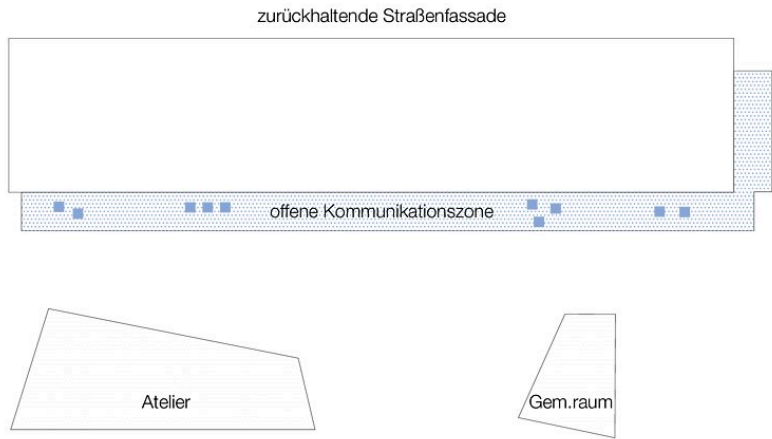 zurückhaltende Straßenfassade
offene Kommunikationszone
Atelier
Gem.raum